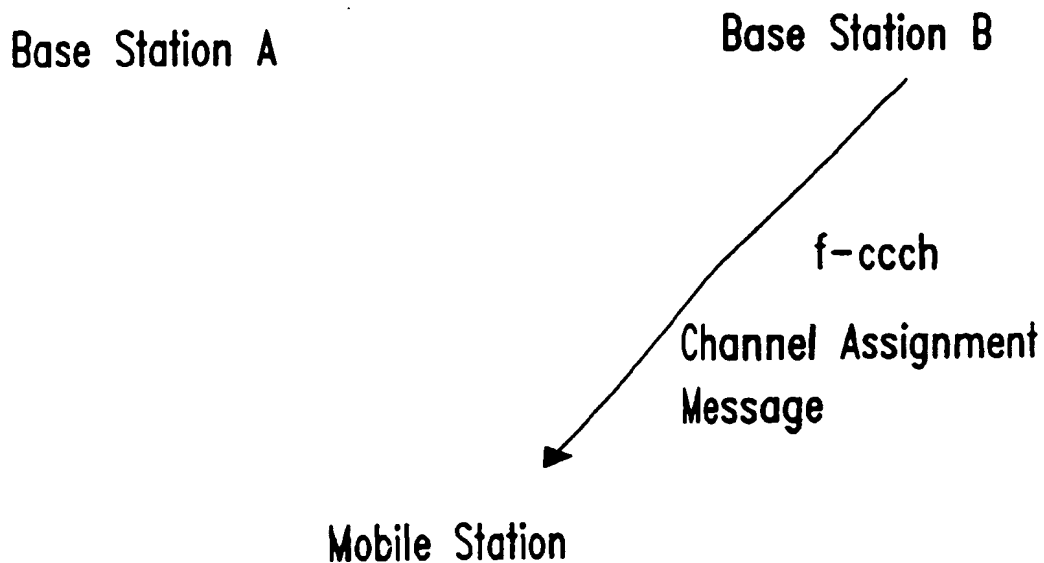 Base Station A
Base Station B
f-ccch
Channel Assignment
Message
Mobile Station